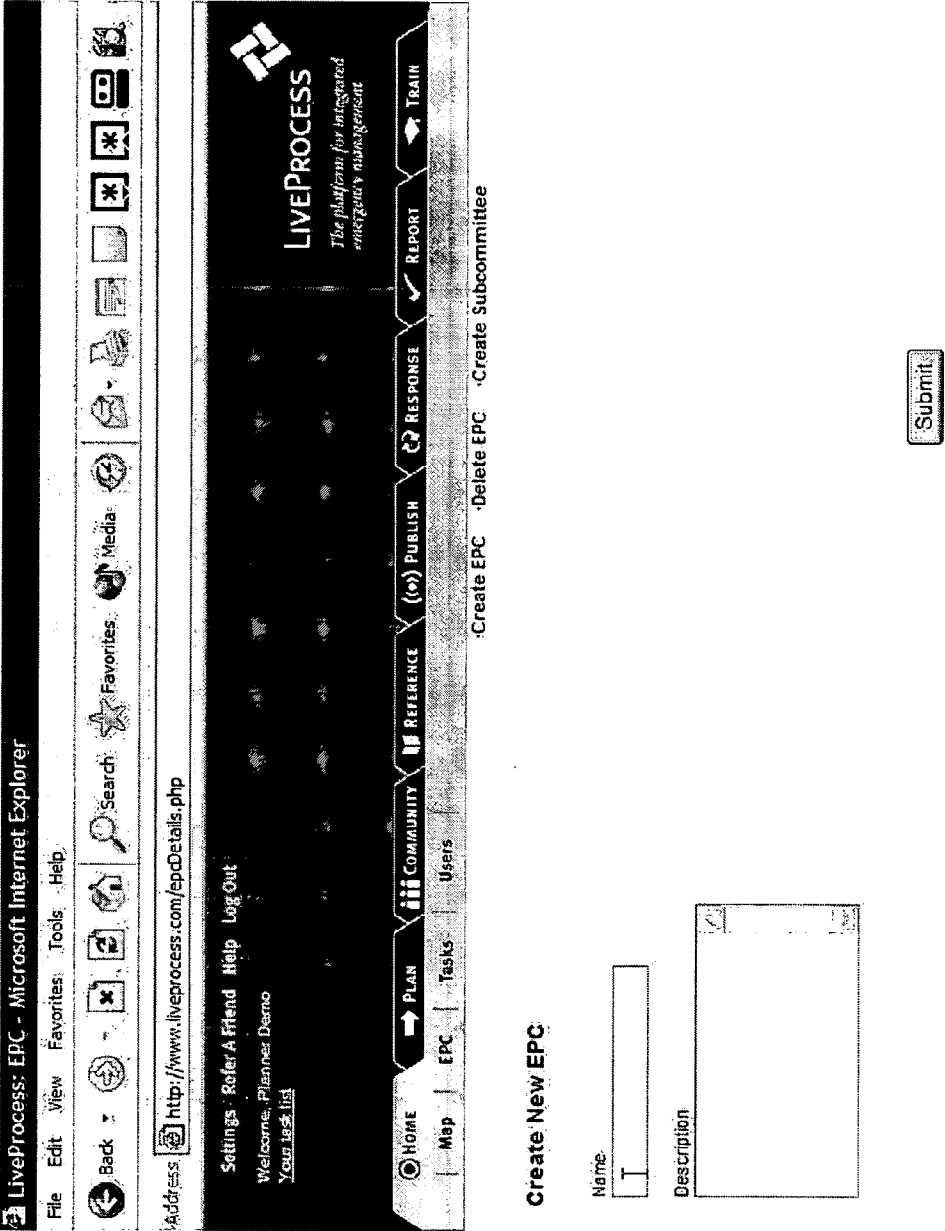 LiveProcess: EPC - Microsoft Internet Explorer
File Edit View Favorites Tools Help
Back Search Favorites Media
Address http://www.liveprocess.com/epcDetails.php
Settings Refer A Friend Help Log Out
Welcome, Planner Demo
Your task list
LIVEPROCESS
The platform for integrated
emergency management
HOME PLAN COMMUNITY REFERENCE PUBLISH RESPONSE REPORT TRAIN
Map EPC Tasks Users
Create EPC Delete EPC Create Subcommittee
Create New EPC
Name
Description
Submit